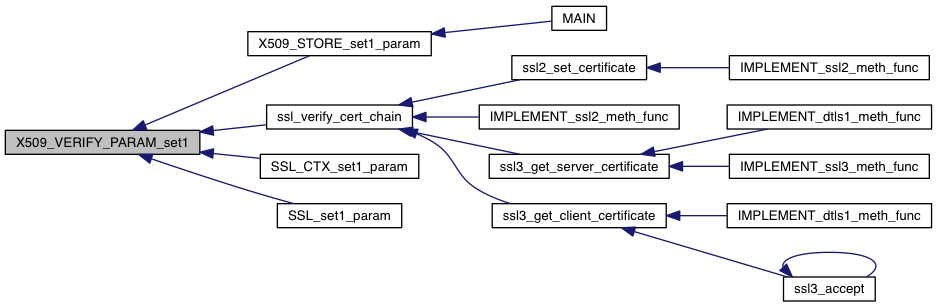 MAIN
X509_STORE_set1_param
ssl2_set_certificate
IMPLEMENT_ssl2_meth_func
ssl_verify_cert_chain
IMPLEMENT_ssl2_meth_func
IMPLEMENT_dtls1_meth_func
X509_VERIFY_PARAM_set1
SSL_CTX_set1_param
ssl3_get_server_certificate
IMPLEMENT_ssl3_meth_func
SSL_set1_param
ssl3_get_client_certificate
IMPLEMENT_dtls1_meth_func
ssl3_accept